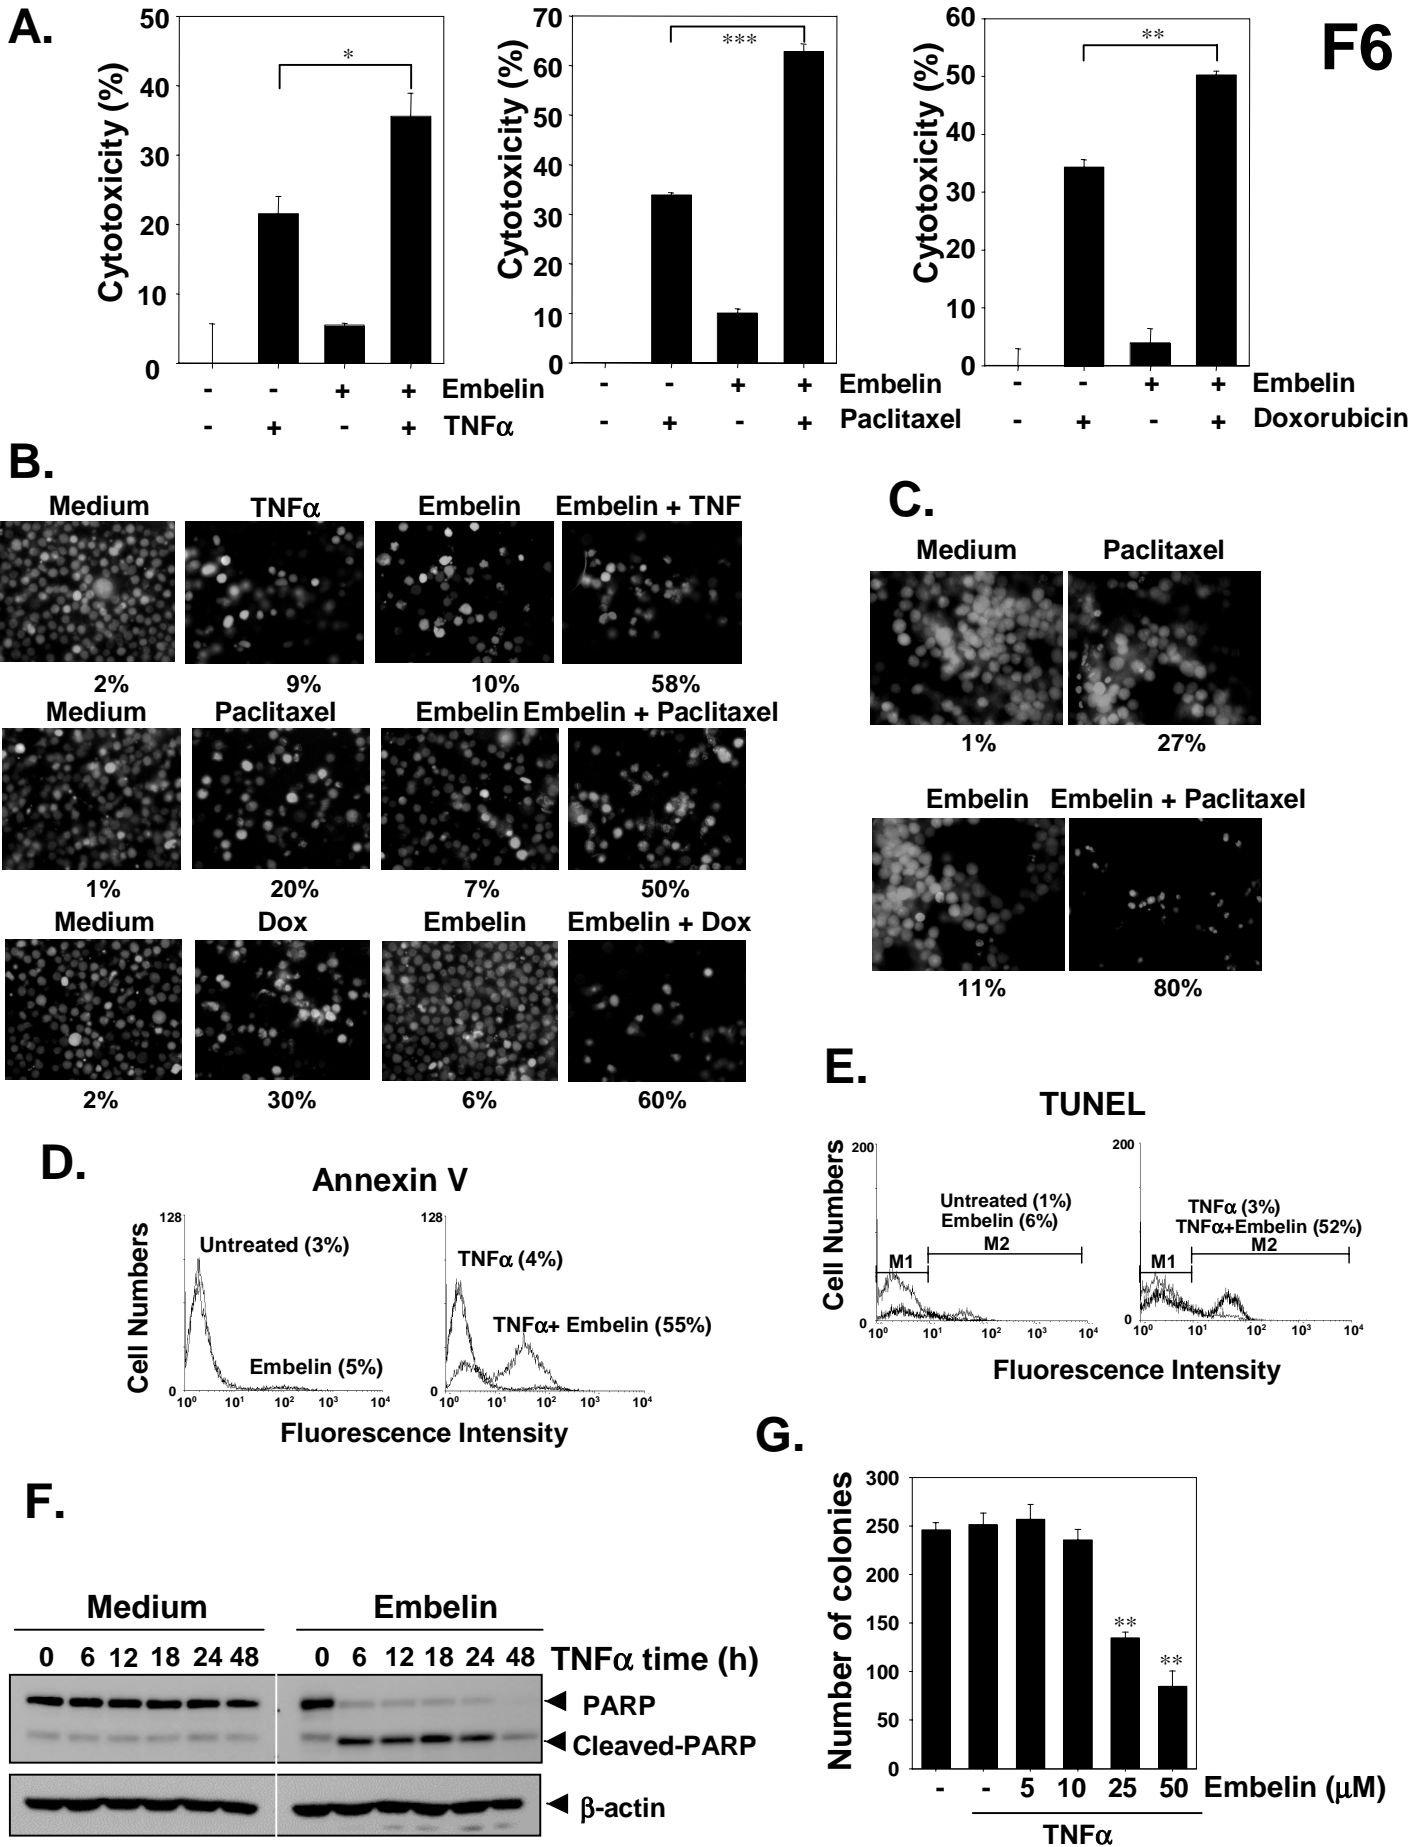 A.
F6
50
40
30
20
10
0
Cytotoxicity (%)
*
- - + + Embelin
- + - + TNFα
70
60
50
40
30
20
10
0
Cytotoxicity (%)
***
- - + + Embelin
- + - + Paclitaxel
60
50
40
30
20
10
0
Cytotoxicity (%)
**
- - + + Embelin
- + - + Doxorubicin
B.
Medium TNFα Embelin Embelin + TNF
2% 9% 10% 58%
Medium Paclitaxel Embelin Embelin + Paclitaxel
1% 20% 7% 50%
Medium Dox Embelin Embelin + Dox
2% 30% 6% 60%
C.
Medium Paclitaxel
1% 27%
Embelin Embelin + Paclitaxel
11% 80%
D.
Annexin V
Cell Numbers
128
0
Untreated (3%)
Embelin (5%)
10⁰ 10¹ 10² 10³ 10⁴
128
0
TNFα (4%)
TNFα+ Embelin (55%)
10⁰ 10¹ 10² 10³ 10⁴
Fluorescence Intensity
E.
TUNEL
Cell Numbers
200
0
Untreated (1%)
Embelin (6%)
M2
M1
10⁰ 10¹ 10² 10³ 10⁴
200
0
TNFα (3%)
TNFα+Embelin (52%)
M2
M1
10⁰ 10¹ 10² 10³ 10⁴
Fluorescence Intensity
F.
Medium Embelin
0 6 12 18 24 48 0 6 12 18 24 48 TNFα time (h)
PARP
Cleaved-PARP
β-actin
G.
Number of colonies
300
250
200
150
100
50
0
**
**
- - 5 10 25 50 Embelin (μM)
TNFα